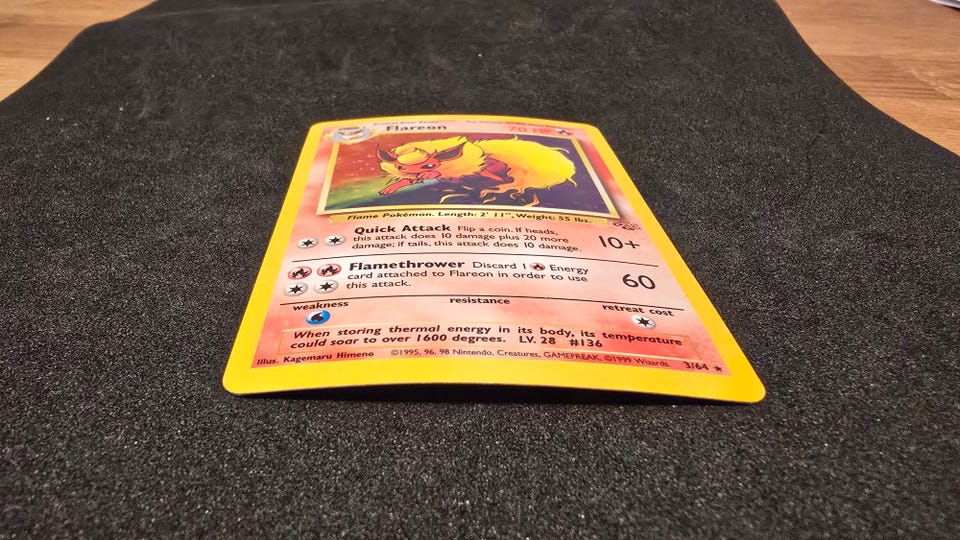 Flareon 70 HP
Flame Pokémon. Length: 2' 11", Weight: 55 lbs.
Quick Attack Flip a coin. If heads,
this attack does 10 damage plus 20 more
damage; if tails, this attack does 10 damage.
10+
Flamethrower Discard 1 Energy
card attached to Flareon in order to use
this attack.
60
weakness resistance retreat cost
When storing thermal energy in its body, its temperature
could soar to over 1600 degrees. LV. 28 #136
Illus. Kagemaru Himeno ©1995, 96, 98 Nintendo, Creatures, GAMEFREAK. ©1999 Wizards. 3/64 ★